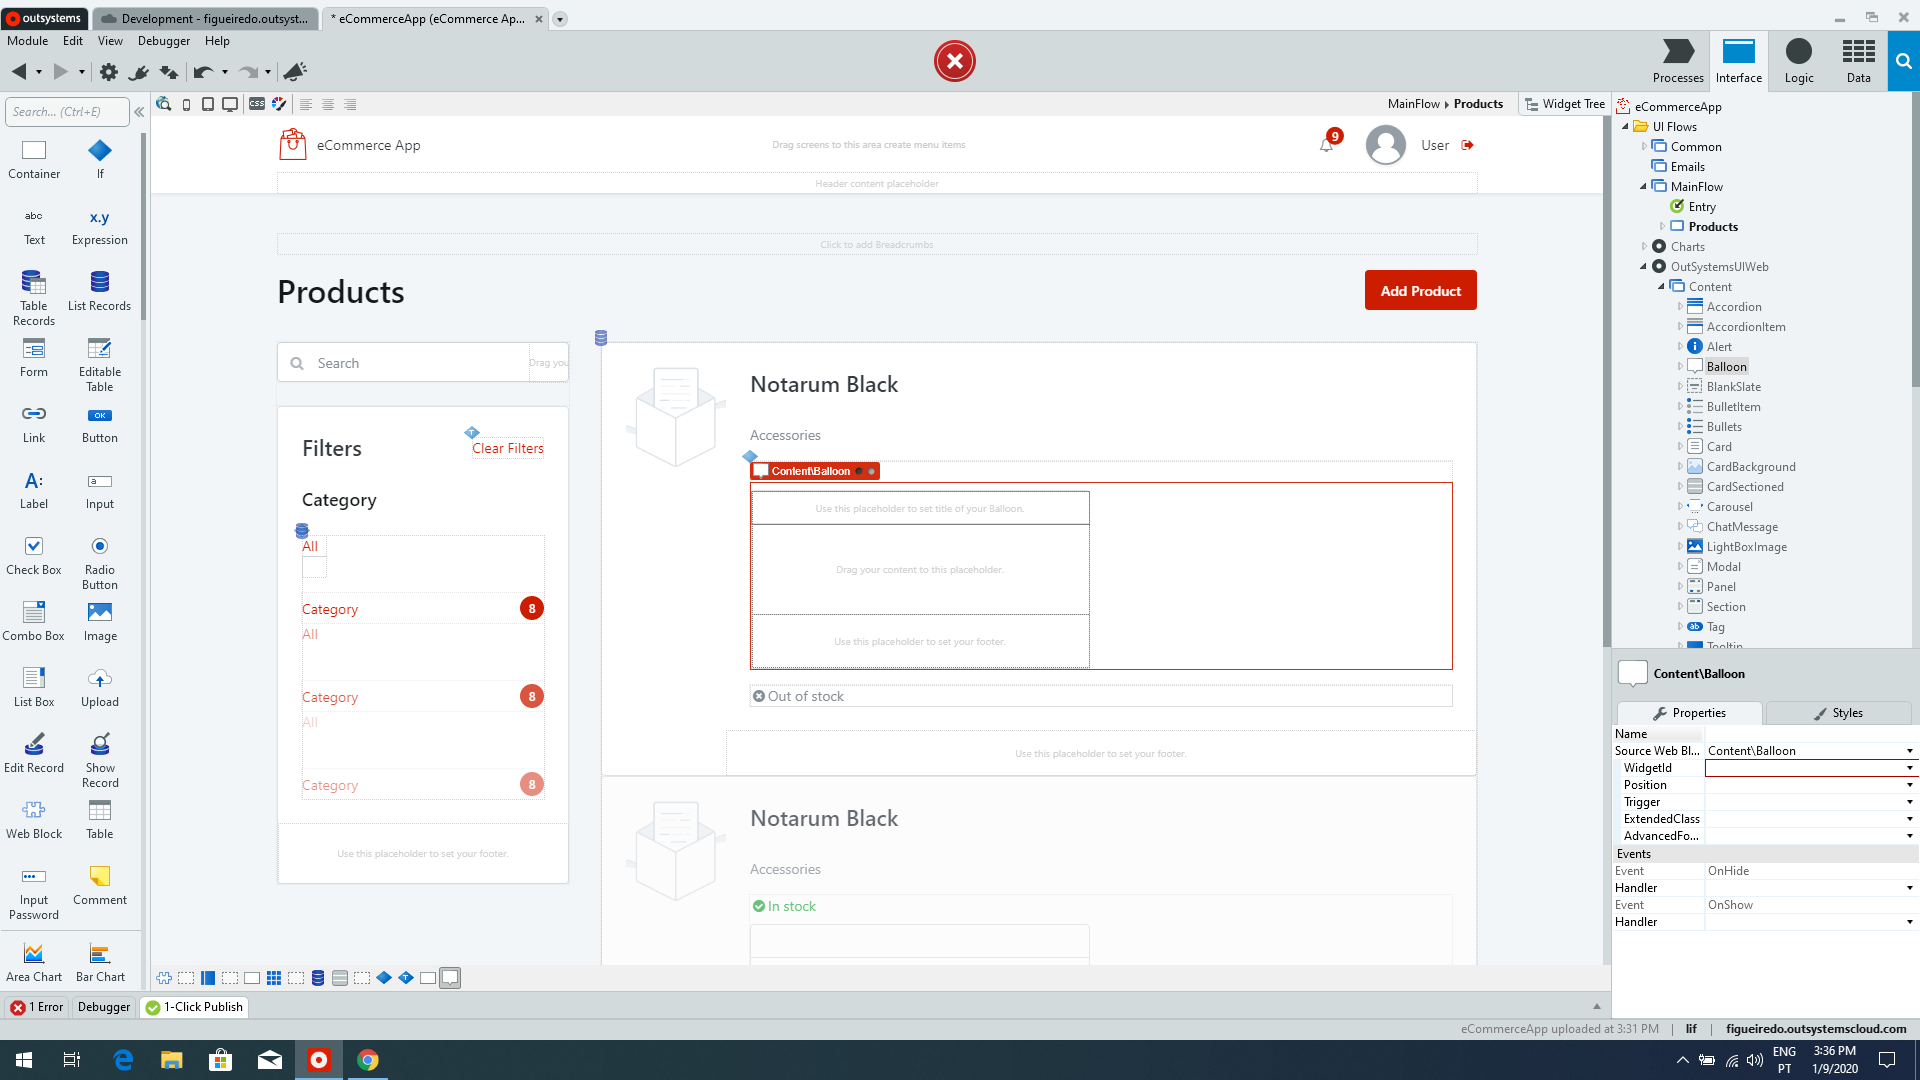 outsystems
Development - figueiredo.outsyst...
* eCommerceApp (eCommerce Ap...
Module Edit View Debugger Help
Processes Interface Logic Data
Search... (Ctrl+E)
css
MainFlow ▸ Products
Widget Tree
Container If
abc x.y
Text Expression
Table Records List Records
Form Editable Table
OK
Link Button
A:
a
Label Input
Check Box Radio Button
Combo Box Image
List Box Upload
Edit Record Show Record
Web Block Table
Input Password Comment
Area Chart Bar Chart
eCommerce App
Drag screens to this area create menu items
9
User
Header content placeholder
Click to add Breadcrumbs
Products
Add Product
Search
Drag you
Filters
Clear Filters
Category
All
Category 8
All
Category 8
All
Category 8
Use this placeholder to set your footer.
Notarum Black
Accessories
Content\Balloon
Use this placeholder to set title of your Balloon.
Drag your content to this placeholder.
Use this placeholder to set your footer.
Out of stock
Use this placeholder to set your footer.
Notarum Black
Accessories
In stock
eCommerceApp
UI Flows
Common
Emails
MainFlow
Entry
Products
Charts
OutSystemsUIWeb
Content
Accordion
AccordionItem
Alert
Balloon
BlankSlate
BulletItem
Bullets
Card
CardBackground
CardSectioned
Carousel
ChatMessage
LightBoxImage
Modal
Panel
Section
ab Tag
Tooltip
Content\Balloon
Properties Styles
Name
Source Web Bl... Content\Balloon
WidgetId
Position
Trigger
ExtendedClass
AdvancedFo...
Events
Event OnHide
Handler
Event OnShow
Handler
1 Error Debugger 1-Click Publish
eCommerceApp uploaded at 3:31 PM | lif | figueiredo.outsystemscloud.com
ENG
PT
3:36 PM
1/9/2020